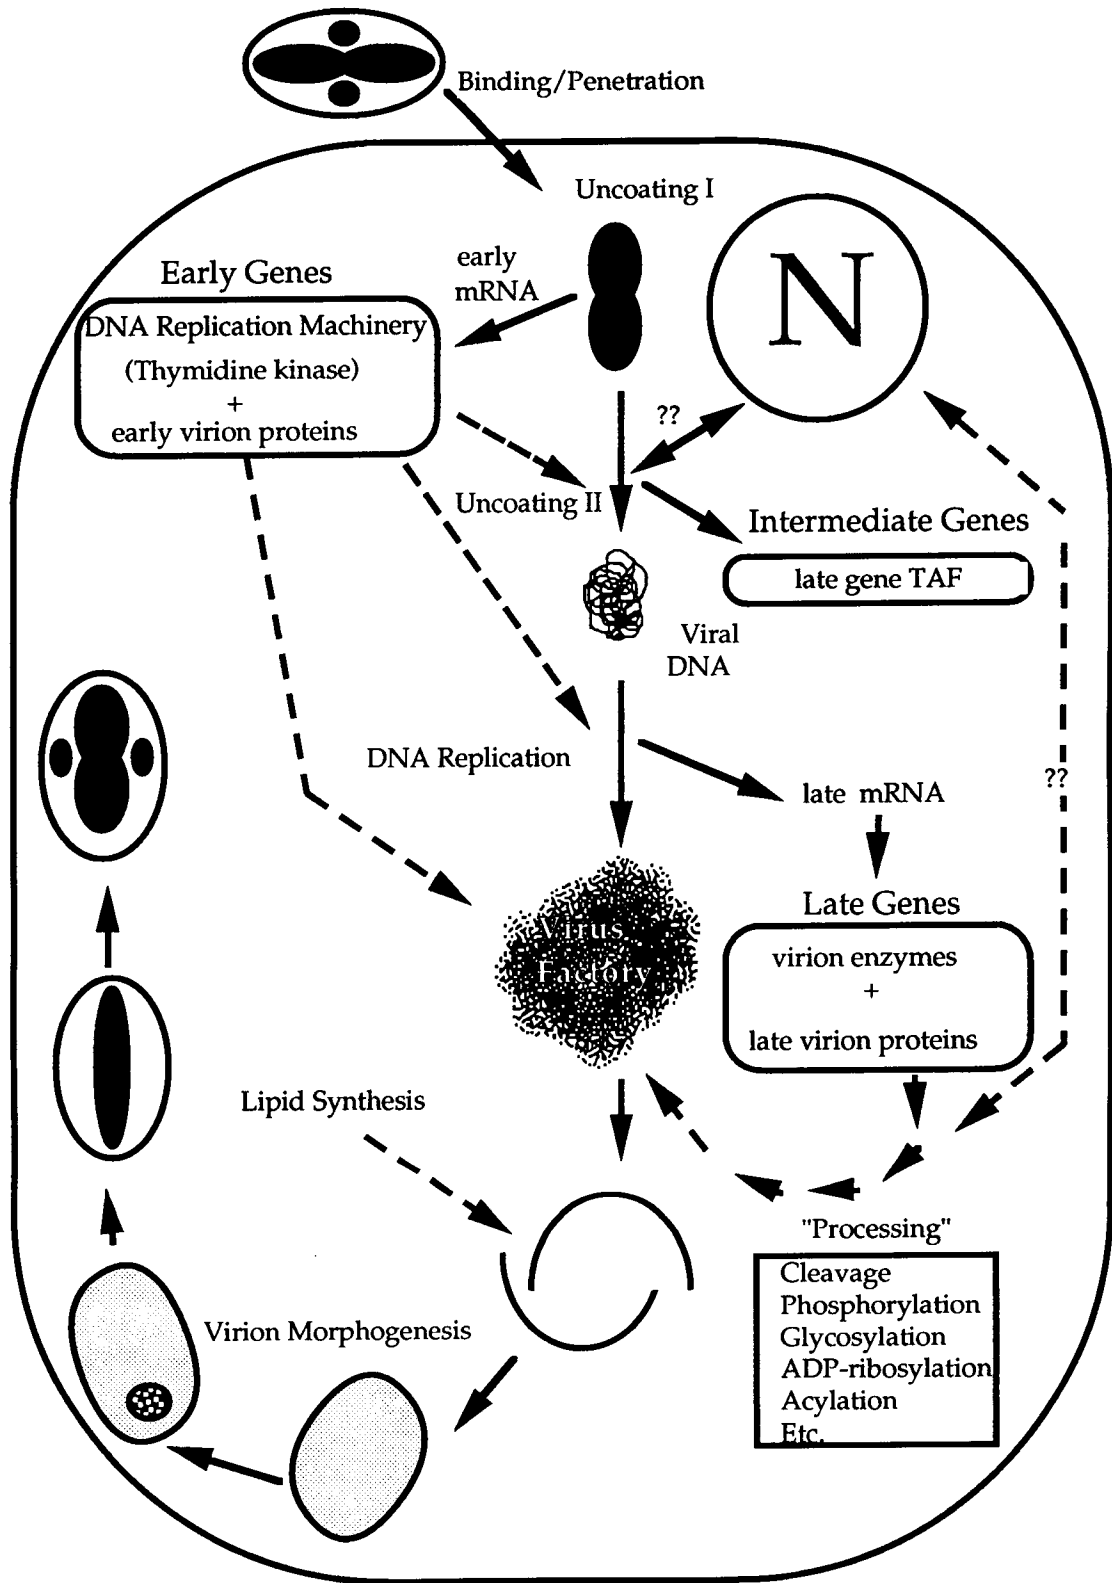 Binding/Penetration
Uncoating I
N
early
mRNA
Early Genes
DNA Replication Machinery
(Thymidine kinase)
+
early virion proteins
??
Uncoating II
Intermediate Genes
late gene TAF
Viral
DNA
DNA Replication
late mRNA
??
Late Genes
virion enzymes
+
late virion proteins
Virus
Factory
Lipid Synthesis
"Processing"
Cleavage
Phosphorylation
Glycosylation
ADP-ribosylation
Acylation
Etc.
Virion Morphogenesis